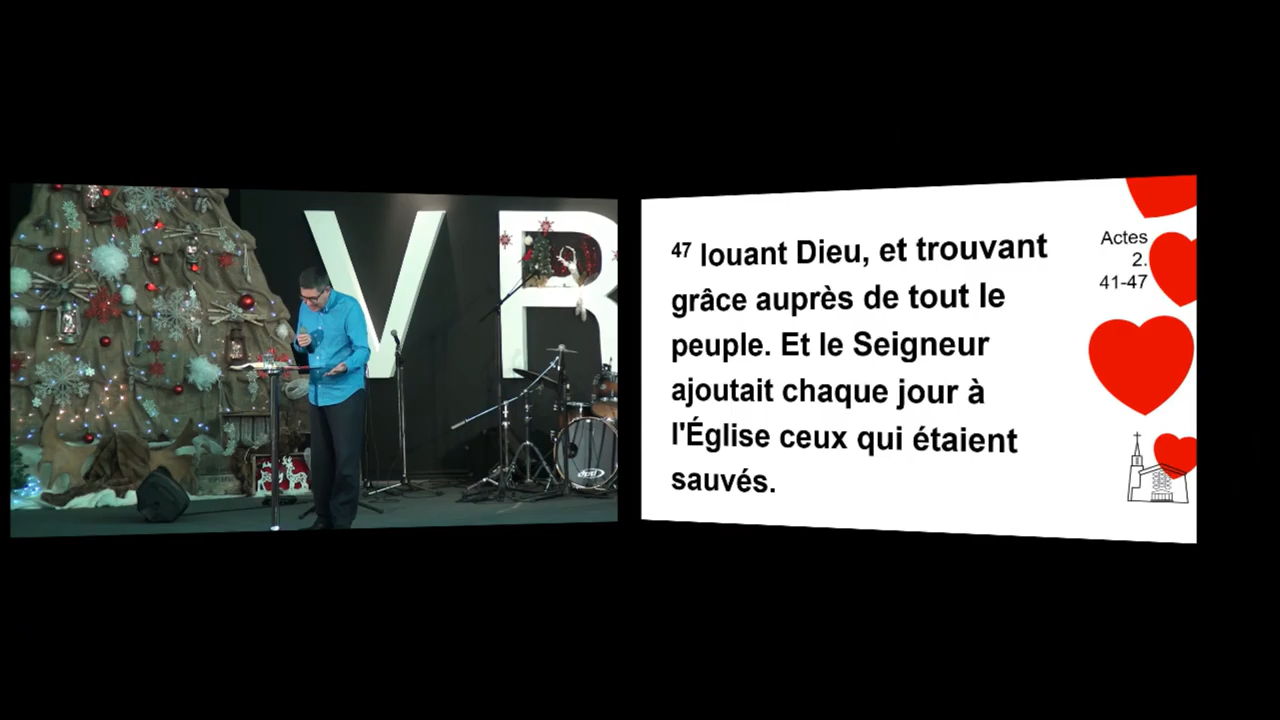 VR
47 louant Dieu, et trouvant
grâce auprès de tout le
peuple. Et le Seigneur
ajoutait chaque jour à
l'Église ceux qui étaient
sauvés.
Actes
2.
41-47